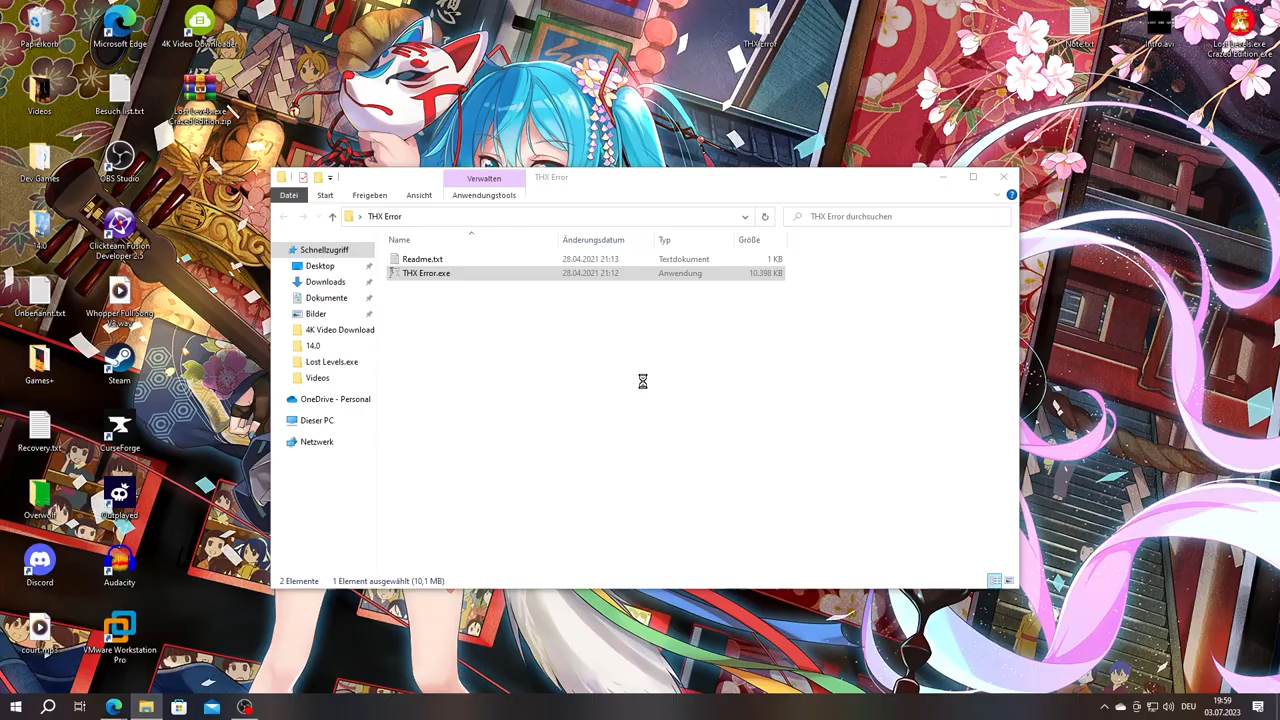 Papierkorb
Microsoft Edge
4K Video Downloader
THX Error
Note.txt
Intro.avi
Lost Levels.exe
Crazed Edition.exe
Videos
Besuch list.txt
Lost Levels.exe
Crazed Edition.zip
Dev Games
OBS Studio
14.0
Clickteam Fusion
Developer 2.5
Unbenannt.txt
Whopper Full Song
V3.wav
Games+
Steam
Recovery.txt
CurseForge
Overwolf
Outplayed
Discord
Audacity
court.mp3
VMware Workstation
Pro
Verwalten
THX Error
Datei
Start
Freigeben
Ansicht
Anwendungstools
THX Error
THX Error durchsuchen
Schnellzugriff
Desktop
Downloads
Dokumente
Bilder
4K Video Download
14.0
Lost Levels.exe
Videos
OneDrive - Personal
Dieser PC
Netzwerk
Name
Änderungsdatum
Typ
Größe
Readme.txt
28.04.2021 21:13
Textdokument
1 KB
THX Error.exe
28.04.2021 21:12
Anwendung
10.398 KB
2 Elemente
1 Element ausgewählt (10,1 MB)
DEU
19:59
03.07.2023